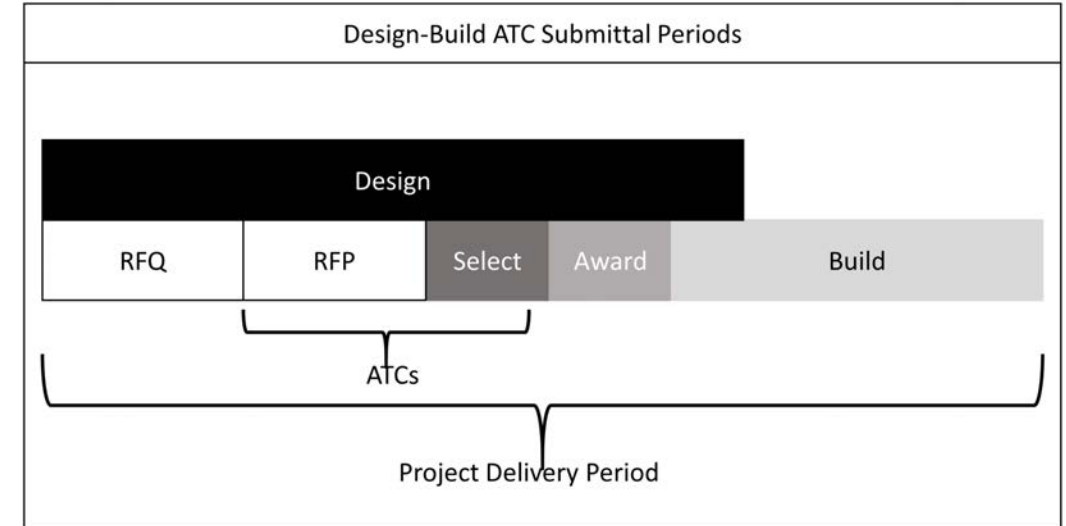 Design-Build ATC Submittal Periods
Design
RFQ
RFP
Select
Award
Build
ATCs
Project Delivery Period